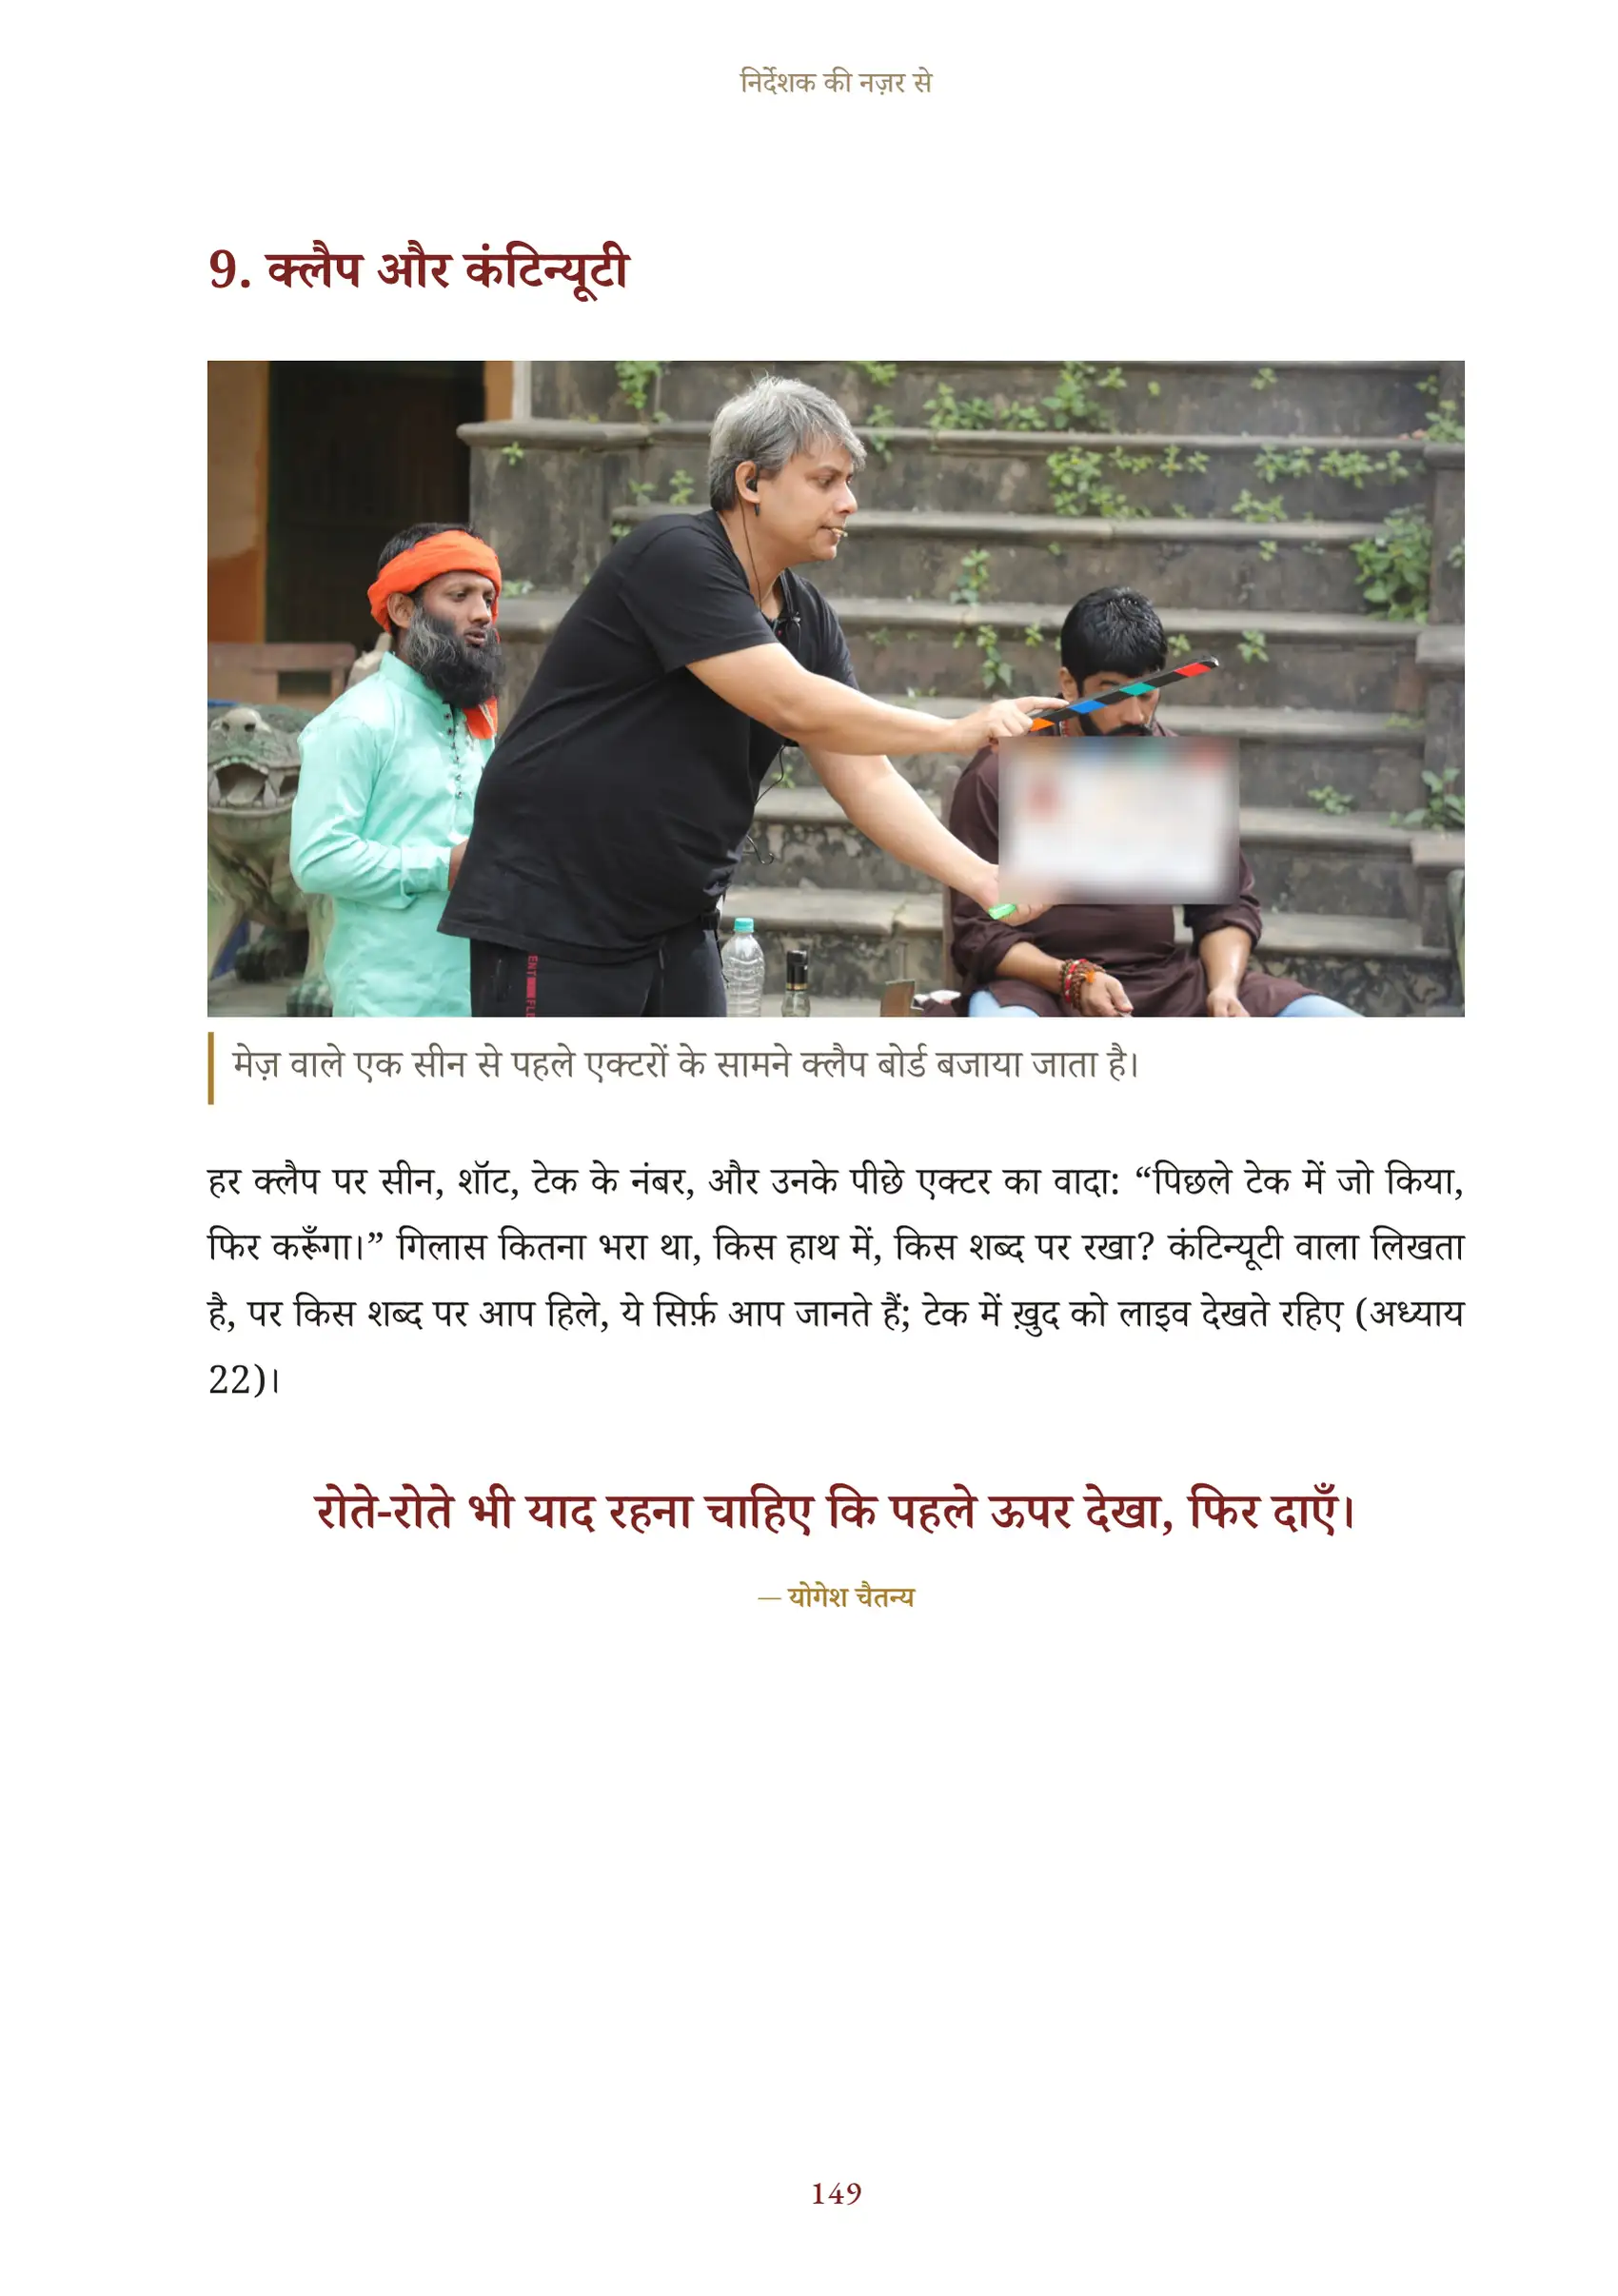 निर्देशक की नज़र से
9. क्लैप और कंटिन्यूटी
मेज़ वाले एक सीन से पहले एक्टरों के सामने क्लैप बोर्ड बजाया जाता है।
हर क्लैप पर सीन, शॉट, टेक के नंबर, और उनके पीछे एक्टर का वादा: “पिछले टेक में जो किया,
फिर करूँगा।” गिलास कितना भरा था, किस हाथ में, किस शब्द पर रखा? कंटिन्यूटी वाला लिखता
है, पर किस शब्द पर आप हिले, ये सिर्फ़ आप जानते हैं; टेक में ख़ुद को लाइव देखते रहिए (अध्याय
22)।
रोते-रोते भी याद रहना चाहिए कि पहले ऊपर देखा, फिर दाएँ।
— योगेश चैतन्य
149